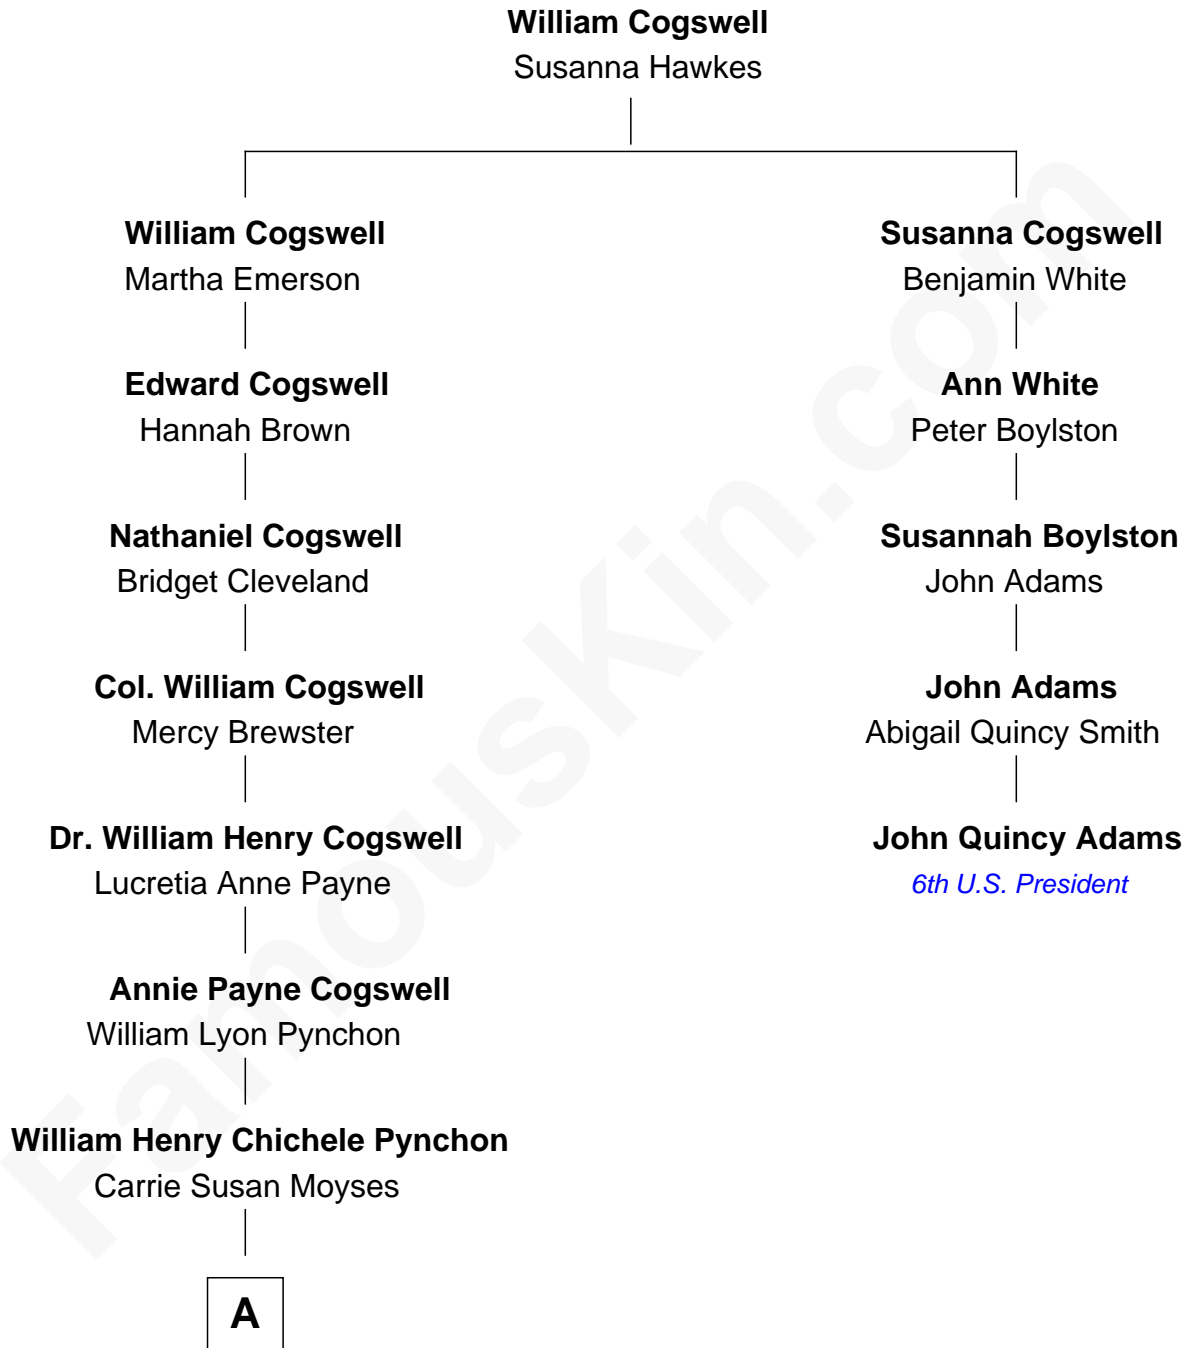 William Cogswell
Susanna Hawkes
William Cogswell
Martha Emerson
Edward Cogswell
Hannah Brown
Nathaniel Cogswell
Bridget Cleveland
Col. William Cogswell
Mercy Brewster
Dr. William Henry Cogswell
Lucretia Anne Payne
Annie Payne Cogswell
William Lyon Pynchon
William Henry Chichele Pynchon
Carrie Susan Moyses
A
Susanna Cogswell
Benjamin White
Ann White
Peter Boylston
Susannah Boylston
John Adams
John Adams
Abigail Quincy Smith
John Quincy Adams
6th U.S. President
FamousKin.com